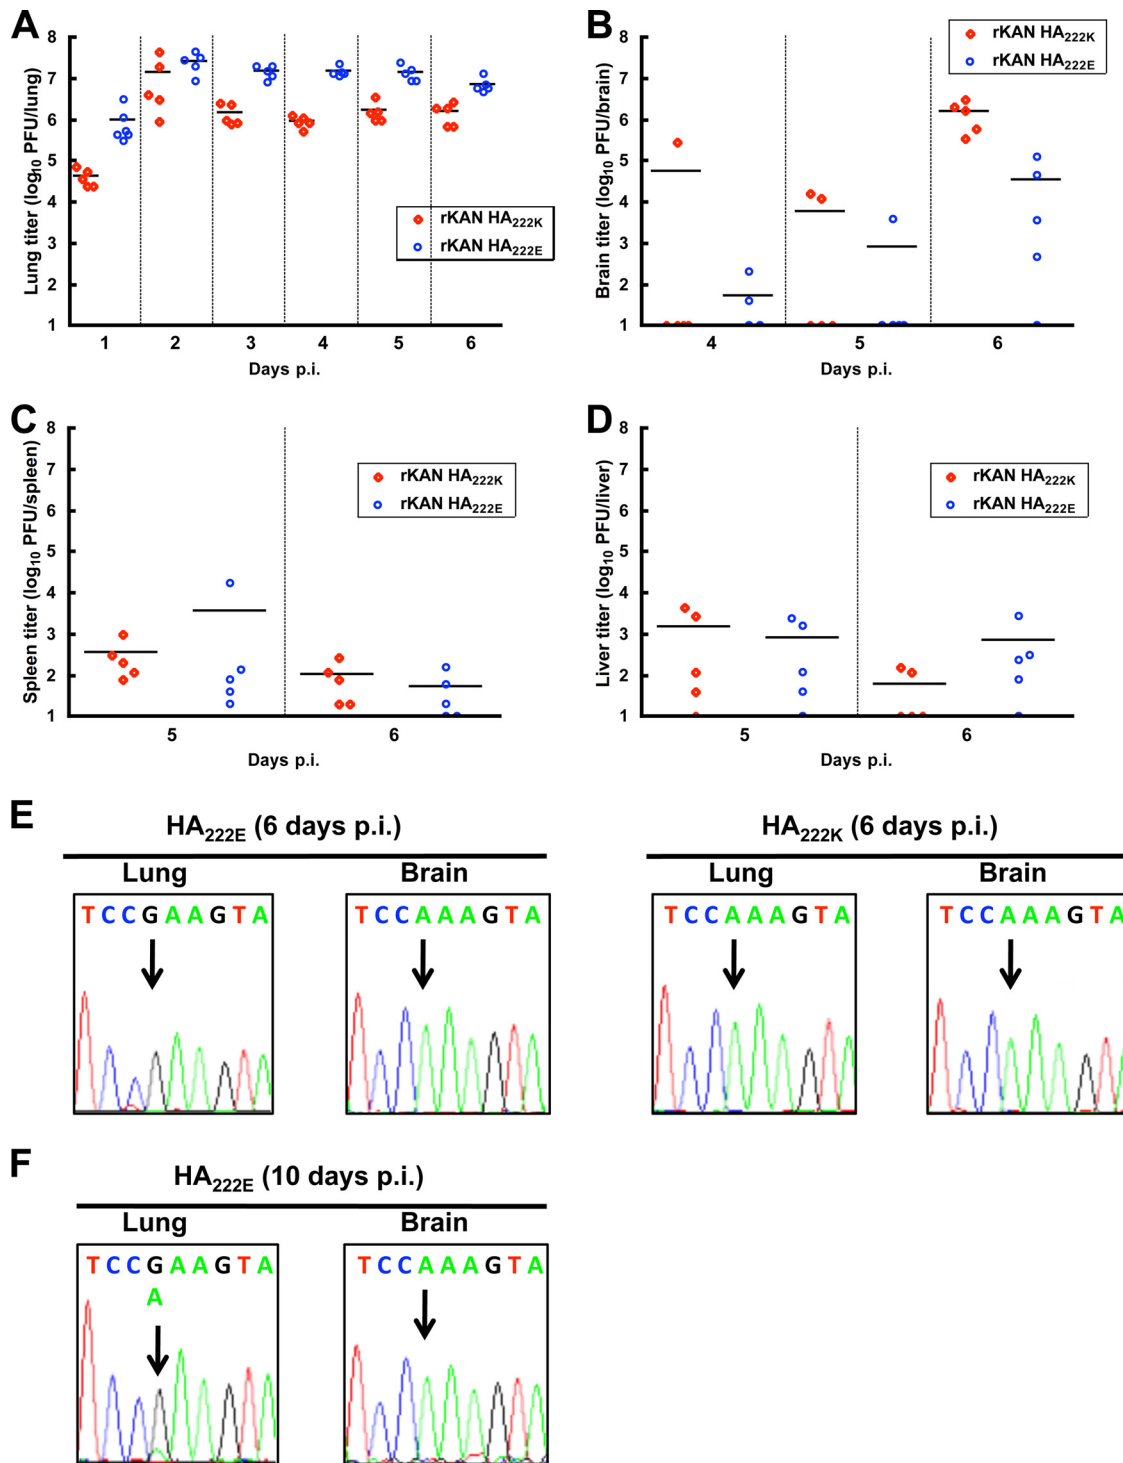 A
Lung titer (log10 PFU/lung)
8
7
6
5
4
3
2
1
rKAN HA222K
rKAN HA222E
1 2 3 4 5 6
Days p.i.
B
Brain titer (log10 PFU/brain)
8
7
6
5
4
3
2
1
rKAN HA222K
rKAN HA222E
4 5 6
Days p.i.
C
Spleen titer (log10 PFU/spleen)
8
7
6
5
4
3
2
1
rKAN HA222K
rKAN HA222E
5 6
Days p.i.
D
Liver titer (log10 PFU/liver)
8
7
6
5
4
3
2
1
rKAN HA222K
rKAN HA222E
5 6
Days p.i.
E
HA222E (6 days p.i.)
Lung Brain
TCCGAAGTA
TCCAAAGTA
HA222K (6 days p.i.)
Lung Brain
TCCAAAGTA
TCCAAAGTA
F
HA222E (10 days p.i.)
Lung Brain
TCCGAAGTA
A
TCCAAAGTA